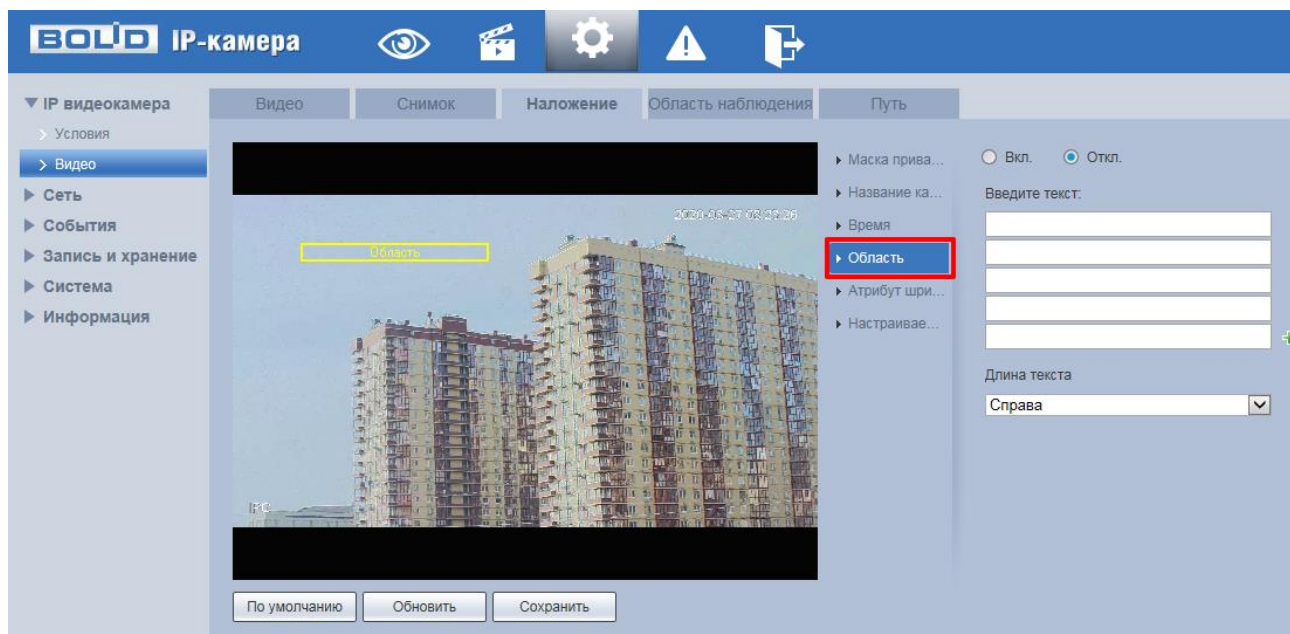 BOLID IP-камера
IP видеокамера
Условия
Видео
Сеть
События
Запись и хранение
Система
Информация
Видео Снимок Наложение Область наблюдения Путь
Область
IPC
Маска прива...
Название ка...
Время
Область
Атрибут шри...
Настраивае...
Вкл. Откл.
Введите текст:
Длина текста
Справа
По умолчанию Обновить Сохранить